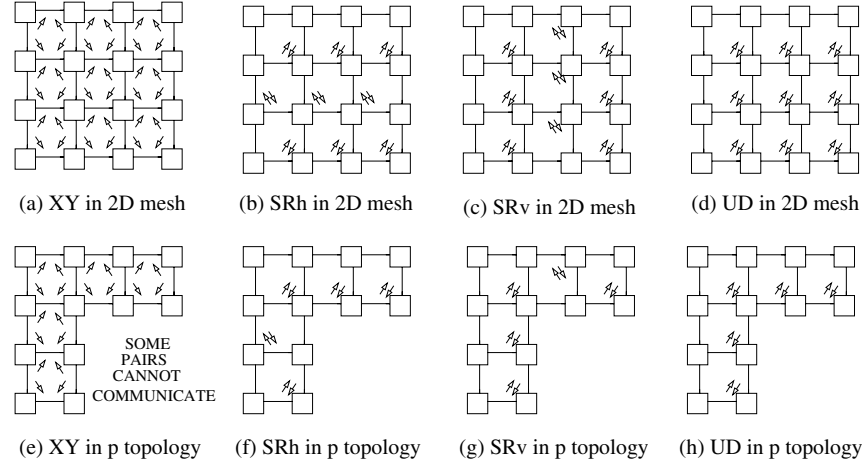 (a) XY in 2D mesh
(b) SRh in 2D mesh
(c) SRv in 2D mesh
(d) UD in 2D mesh
SOME
PAIRS
CANNOT
COMMUNICATE
(e) XY in p topology
(f) SRh in p topology
(g) SRv in p topology
(h) UD in p topology